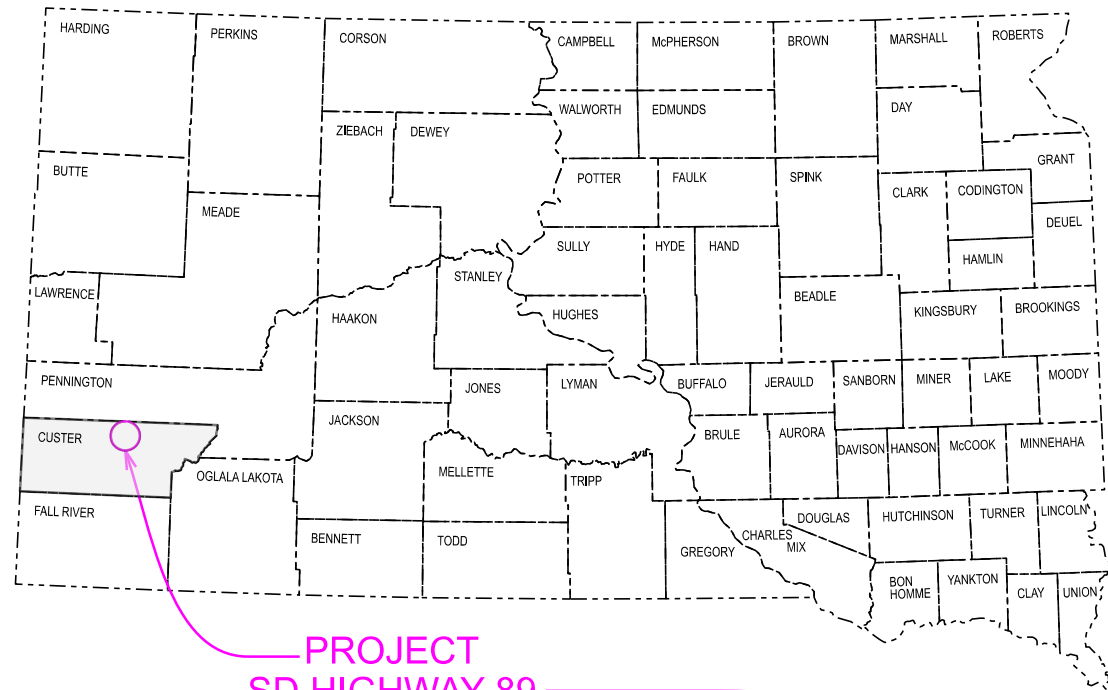 HARDING
PERKINS
CORSON
CAMPBELL
McPHERSON
BROWN
MARSHALL
ROBERTS
WALWORTH
EDMUNDS
DAY
ZIEBACH
DEWEY
GRANT
BUTTE
POTTER
FAULK
SPINK
CLARK
CODINGTON
MEADE
DEUEL
SULLY
HYDE
HAND
HAMLIN
STANLEY
LAWRENCE
BEADLE
HAAKON
HUGHES
KINGSBURY
BROOKINGS
PENNINGTON
JONES
LYMAN
BUFFALO
JERAULD
SANBORN
MINER
LAKE
MOODY
JACKSON
CUSTER
BRULE
AURORA
DAVISON
HANSON
McCOOK
MINNEHAHA
OGLALA LAKOTA
MELLETTE
TRIPP
FALL RIVER
DOUGLAS
HUTCHINSON
TURNER
LINCOLN
BENNETT
TODD
GREGORY
CHARLES
MIX
BON
HOMME
YANKTON
CLAY
UNION
PROJECT
SD HIGHWAY 89